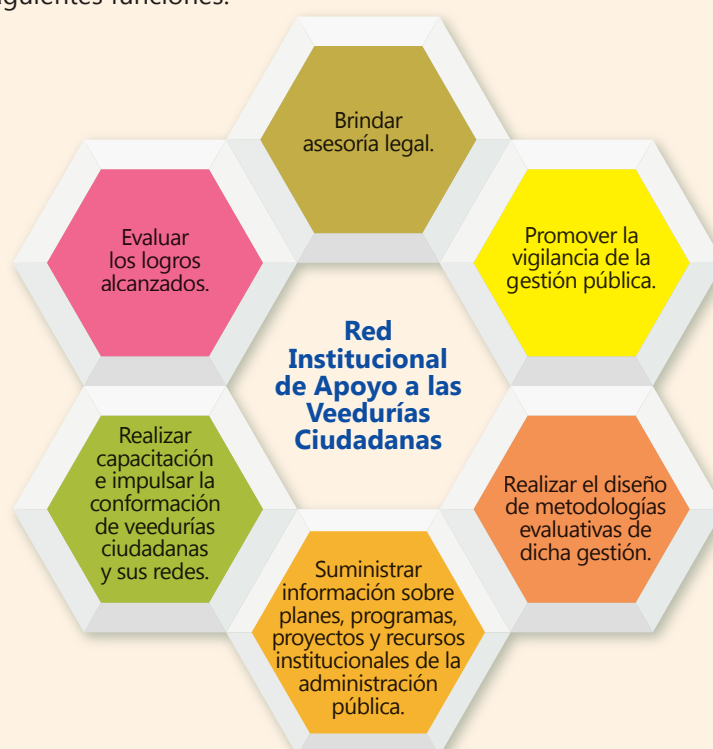 siguientes funciones:
Brindar
asesoría legal.
Promover la
vigilancia de la
gestión pública.
Realizar el diseño
de metodologías
evaluativas de
dicha gestión.
Suministrar
información sobre
planes, programas,
proyectos y recursos
institucionales de la
administración
pública.
Realizar
capacitación
e impulsar la
conformación
de veedurías
ciudadanas
y sus redes.
Evaluar
los logros
alcanzados.
Red
Institucional
de Apoyo a las
Veedurías
Ciudadanas